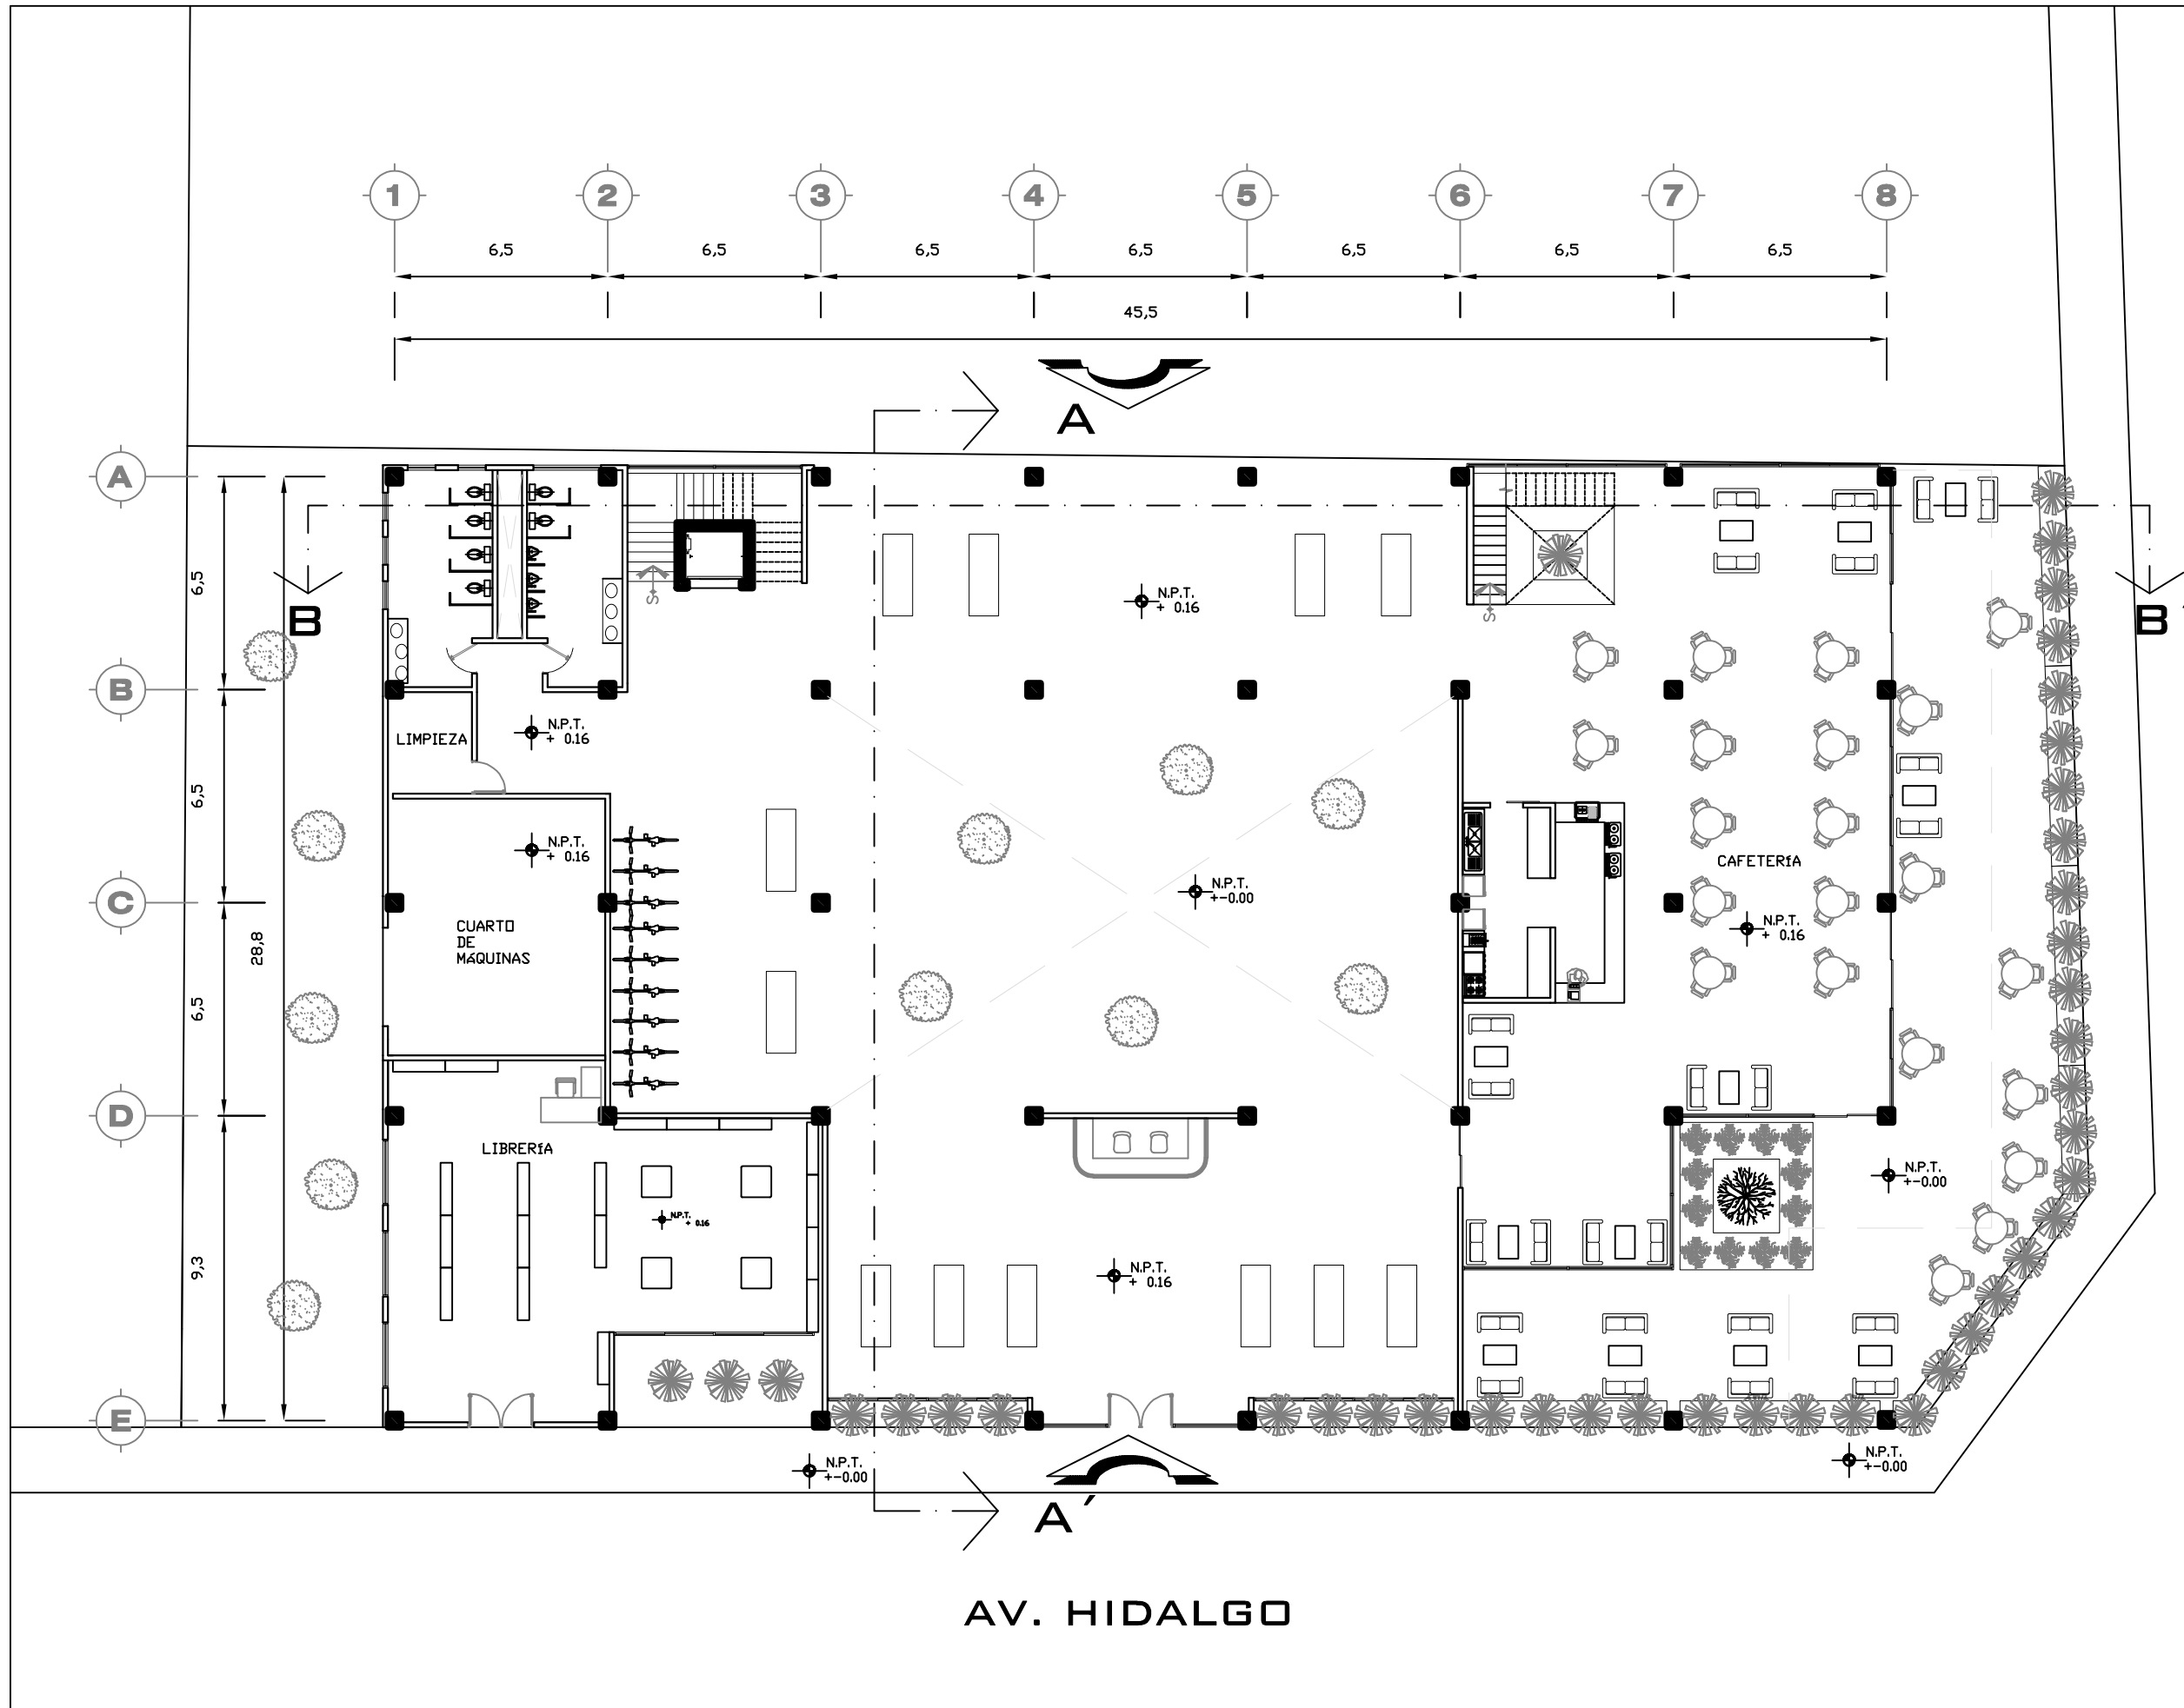 1 2 3 4 5 6 7 8
6,5 6,5 6,5 6,5 6,5 6,5 6,5
45,5
A
A
B
B
6,5
S
S
N.P.T.
+ 0.16
B
N.P.T.
+ 0.16
LIMPIEZA
6,5
N.P.T.
+ 0.16
CAFETERÍA
N.P.T.
+-0.00
C
CUARTO
DE
MÁQUINAS
N.P.T.
+ 0.16
28,8
6,5
D
LIBRERÍA
N.P.T.
+-0.00
N.P.T.
+ 0.16
9,3
N.P.T.
+ 0.16
E
N.P.T.
+-0.00
N.P.T.
+-0.00
A´
AV. HIDALGO